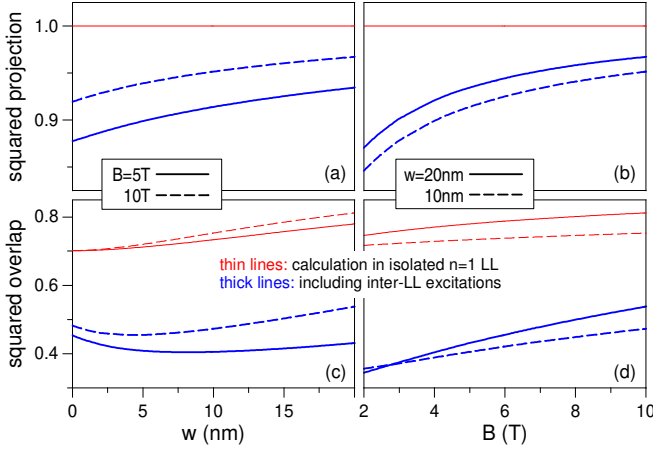 (a)
(b)
squared projection
1.0
0.9
B=5T
10T
w=20nm
10nm
squared overlap
0.8
0.6
0.4
thin lines: calculation in isolated n=1 LL
thick lines: including inter-LL excitations
(c)
(d)
0
5
10
15
2
4
6
8
10
w (nm)
B (T)